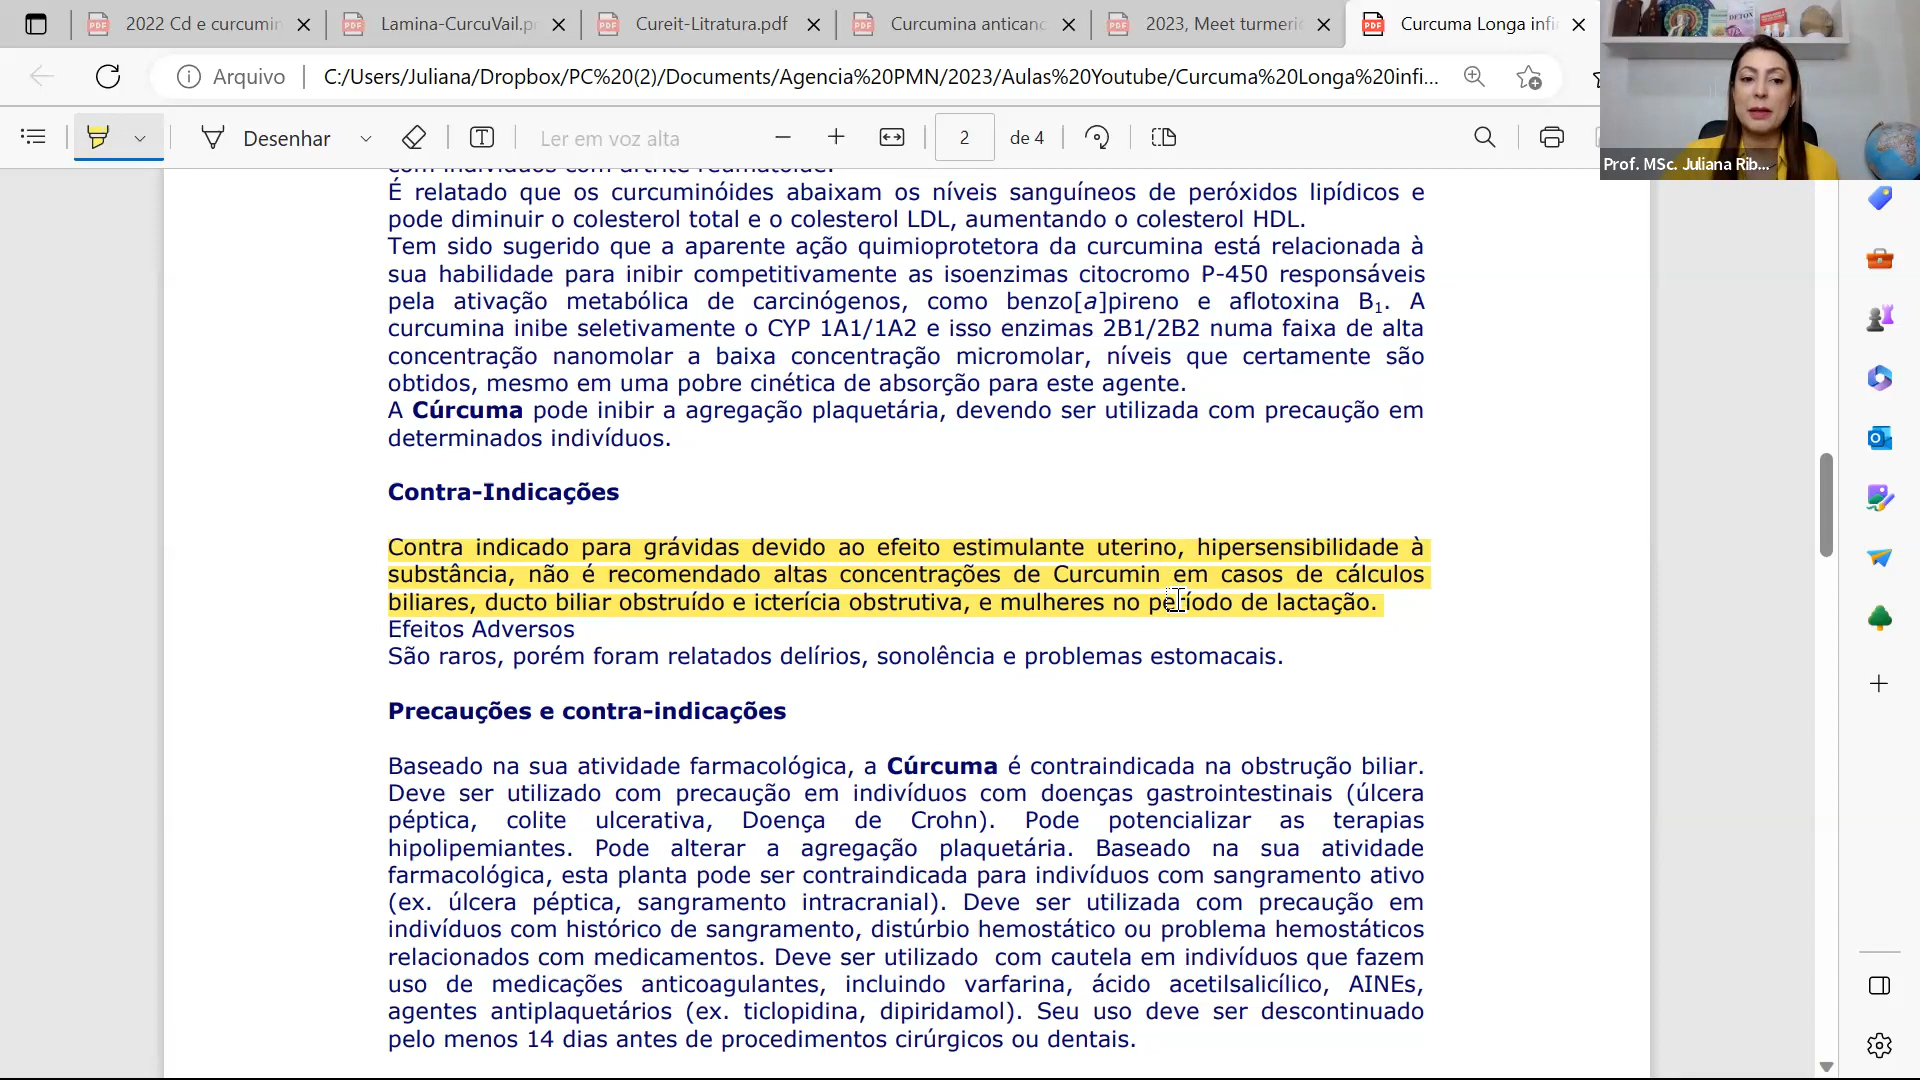 2022 Cd e curcumin
Lamina-CurcuVail.p
Cureit-Litratura.pdf
Curcumina anticanc
2023, Meet turmeric
Curcuma Longa infi
Arquivo
C:/Users/Juliana/Dropbox/PC%20(2)/Documents/Agencia%20PMN/2023/Aulas%20Youtube/Curcuma%20Longa%20infi...
Desenhar
Ler em voz alta
2 de 4
Prof. MSc. Juliana Rib...
com indivíduos com artrite reumatoide.
É relatado que os curcuminóides abaixam os níveis sanguíneos de peróxidos lipídicos e
pode diminuir o colesterol total e o colesterol LDL, aumentando o colesterol HDL.
Tem sido sugerido que a aparente ação quimioprotetora da curcumina está relacionada à
sua habilidade para inibir competitivamente as isoenzimas citocromo P-450 responsáveis
pela ativação metabólica de carcinógenos, como benzo[a]pireno e aflotoxina B₁. A
curcumina inibe seletivamente o CYP 1A1/1A2 e isso enzimas 2B1/2B2 numa faixa de alta
concentração nanomolar a baixa concentração micromolar, níveis que certamente são
obtidos, mesmo em uma pobre cinética de absorção para este agente.
A Cúrcuma pode inibir a agregação plaquetária, devendo ser utilizada com precaução em
determinados indivíduos.
Contra-Indicações
Contra indicado para grávidas devido ao efeito estimulante uterino, hipersensibilidade à
substância, não é recomendado altas concentrações de Curcumin em casos de cálculos
biliares, ducto biliar obstruído e icterícia obstrutiva, e mulheres no período de lactação.
Efeitos Adversos
São raros, porém foram relatados delírios, sonolência e problemas estomacais.
Precauções e contra-indicações
Baseado na sua atividade farmacológica, a Cúrcuma é contraindicada na obstrução biliar.
Deve ser utilizado com precaução em indivíduos com doenças gastrointestinais (úlcera
péptica, colite ulcerativa, Doença de Crohn). Pode potencializar as terapias
hipolipemiantes. Pode alterar a agregação plaquetária. Baseado na sua atividade
farmacológica, esta planta pode ser contraindicada para indivíduos com sangramento ativo
(ex. úlcera péptica, sangramento intracranial). Deve ser utilizada com precaução em
indivíduos com histórico de sangramento, distúrbio hemostático ou problema hemostáticos
relacionados com medicamentos. Deve ser utilizado com cautela em indivíduos que fazem
uso de medicações anticoagulantes, incluindo varfarina, ácido acetilsalicílico, AINEs,
agentes antiplaquetários (ex. ticlopidina, dipiridamol). Seu uso deve ser descontinuado
pelo menos 14 dias antes de procedimentos cirúrgicos ou dentais.